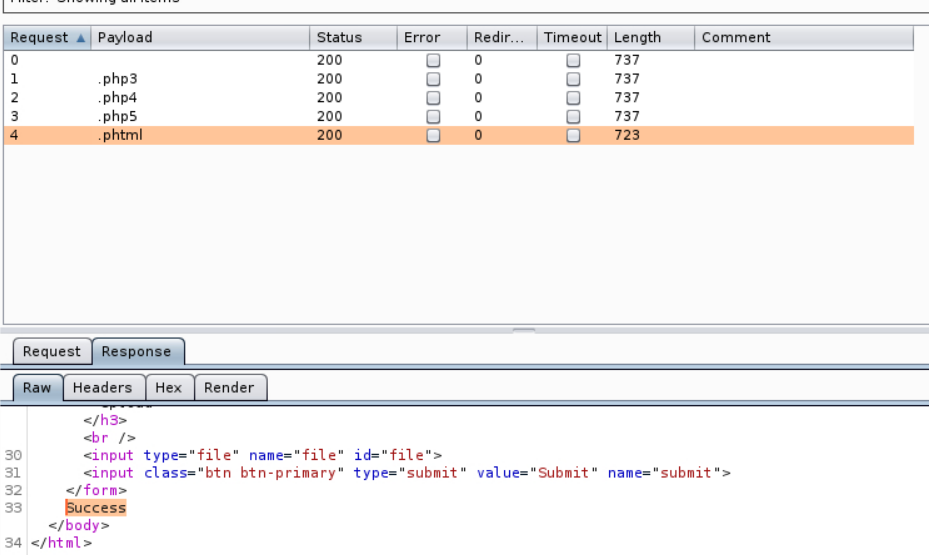 Filter: Showing all items
Request Payload Status Error Redir... Timeout Length Comment
0 200 0 737
1 .php3 200 0 737
2 .php4 200 0 737
3 .php5 200 0 737
4 .phtml 200 0 723
Request Response
Raw Headers Hex Render
</h3>
<br />
30 <input type="file" name="file" id="file">
31 <input class="btn btn-primary" type="submit" value="Submit" name="submit">
32 </form>
33 Success
</body>
34 </html>